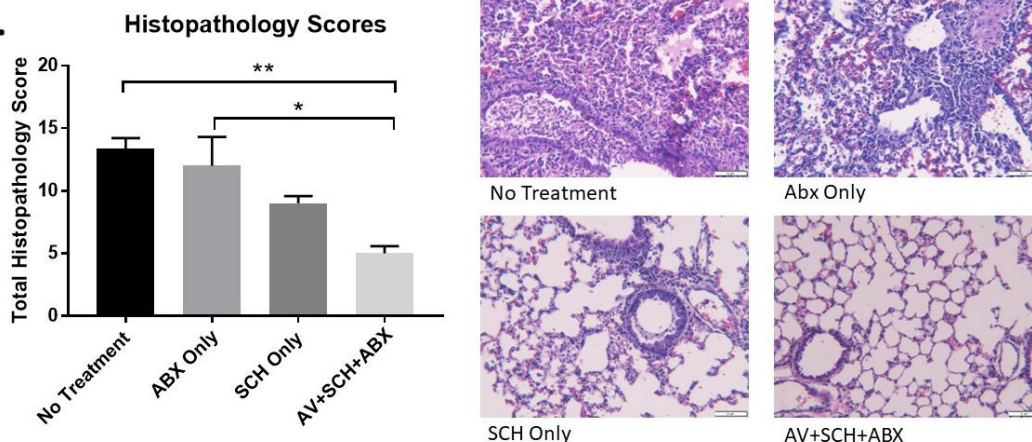 Histopathology Scores
Total Histopathology Score
20
15
10
5
0
**
*
No Treatment
ABX Only
SCH Only
AV+SCH+ABX
No Treatment
Abx Only
SCH Only
AV+SCH+ABX